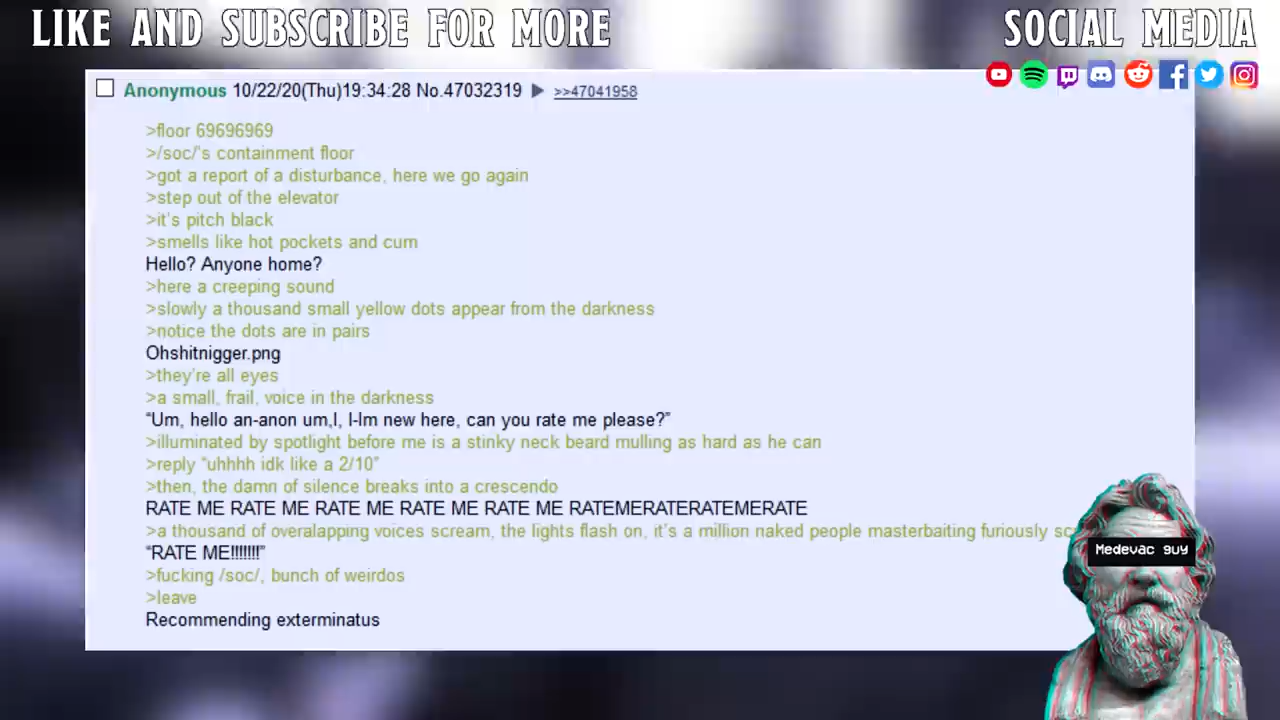 LIKE AND SUBSCRIBE FOR MORE
SOCIAL MEDIA
Anonymous 10/22/20(Thu)19:34:28 No.47032319 ▶ >>47041958
>floor 69696969
>/soc/'s containment floor
>got a report of a disturbance, here we go again
>step out of the elevator
>it's pitch black
>smells like hot pockets and cum
Hello? Anyone home?
>here a creeping sound
>slowly a thousand small yellow dots appear from the darkness
>notice the dots are in pairs
Ohshitnigger.png
>they're all eyes
>a small, frail, voice in the darkness
“Um, hello an-anon um,I, I-Im new here, can you rate me please?”
>illuminated by spotlight before me is a stinky neck beard mulling as hard as he can
>reply “uhhhh idk like a 2/10”
>then, the damn of silence breaks into a crescendo
RATE ME RATE ME RATE ME RATE ME RATE ME RATEMERATERATEMERATE
>a thousand of overalapping voices scream, the lights flash on, it's a million naked people masterbaiting furiously
“RATE ME!!!!!!!”
>fucking /soc/, bunch of weirdos
>leave
Recommending exterminatus
Medevac guy